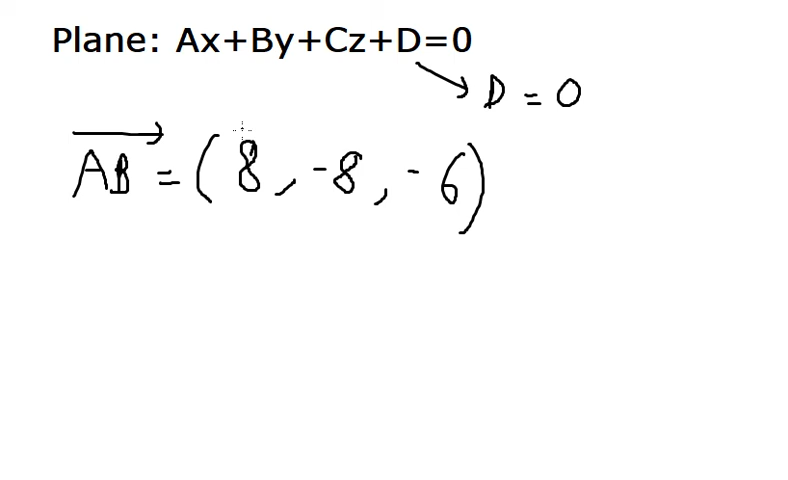 Plane: Ax+By+Cz+D=0
D = 0
AB = (8, -8, -6)